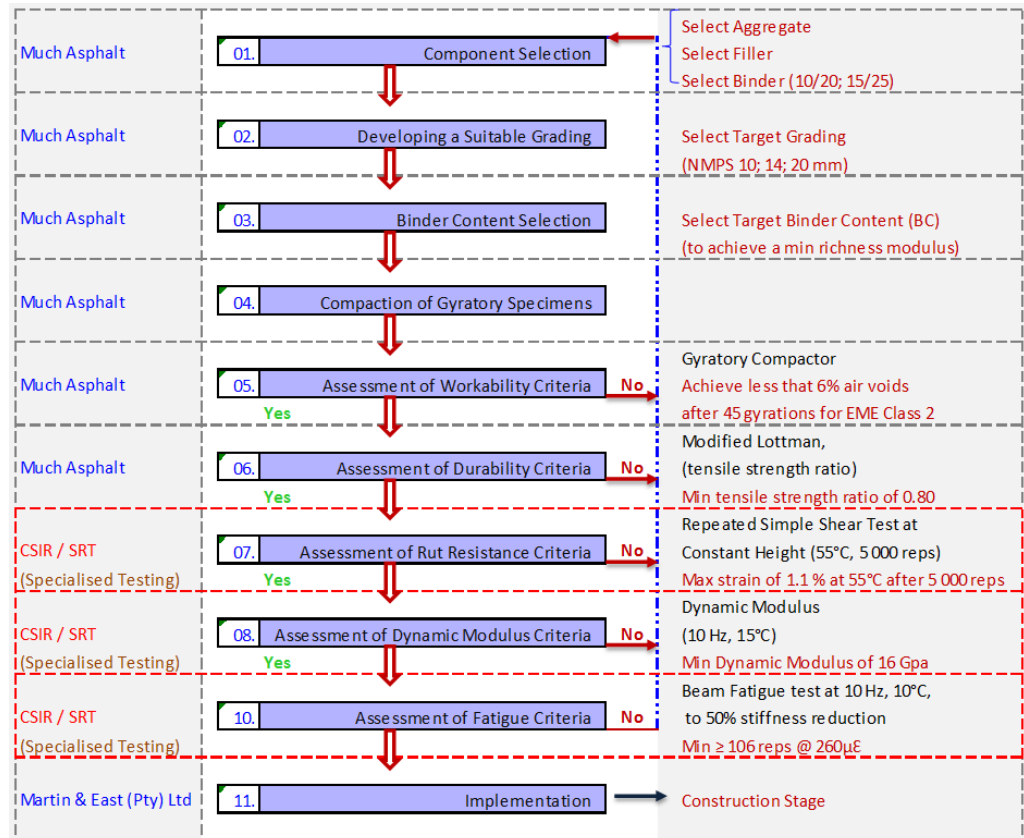 Much Asphalt
01.
Component Selection
Select Aggregate
Select Filler
Select Binder (10/20; 15/25)
Much Asphalt
02.
Developing a Suitable Grading
Select Target Grading
(NMPS 10; 14; 20 mm)
Much Asphalt
03.
Binder Content Selection
Select Target Binder Content (BC)
(to achieve a min richness modulus)
Much Asphalt
04.
Compaction of Gyratory Specimens
Much Asphalt
05.
Assessment of Workability Criteria
No
Yes
Gyratory Compactor
Achieve less that 6% air voids
after 45 gyrations for EME Class 2
Much Asphalt
06.
Assessment of Durability Criteria
No
Yes
Modified Lottman,
(tensile strength ratio)
Min tensile strength ratio of 0.80
CSIR / SRT
(Specialised Testing)
07.
Assessment of Rut Resistance Criteria
No
Yes
Repeated Simple Shear Test at
Constant Height (55°C, 5 000 reps)
Max strain of 1.1 % at 55°C after 5 000 reps
CSIR / SRT
(Specialised Testing)
08.
Assessment of Dynamic Modulus Criteria
No
Yes
Dynamic Modulus
(10 Hz, 15°C)
Min Dynamic Modulus of 16 Gpa
CSIR / SRT
(Specialised Testing)
10.
Assessment of Fatigue Criteria
No
Beam Fatigue test at 10 Hz, 10°C,
to 50% stiffness reduction
Min ≥ 106 reps @ 260µƐ
Martin & East (Pty) Ltd
11.
Implementation
Construction Stage